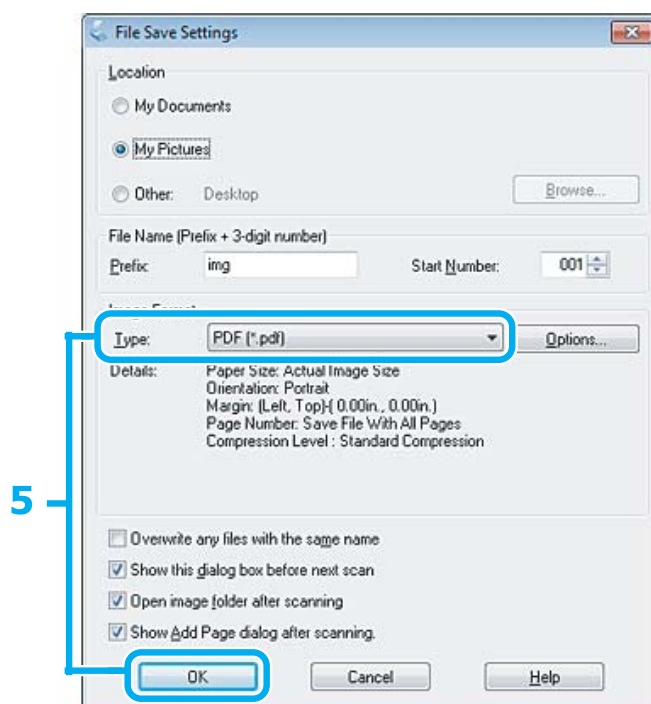 File Save Settings
Location
My Documents
My Pictures
Other: Desktop Browse...
File Name (Prefix + 3-digit number)
Prefix: img Start Number: 001
Image Format
Type: PDF (*.pdf) Options...
Details: Paper Size: Actual Image Size
Orientation: Portrait
Margin: (Left, Top)-( 0.00in., 0.00in.)
Page Number: Save File With All Pages
Compression Level : Standard Compression
5
Overwrite any files with the same name
Show this dialog box before next scan
Open image folder after scanning
Show Add Page dialog after scanning.
OK Cancel Help